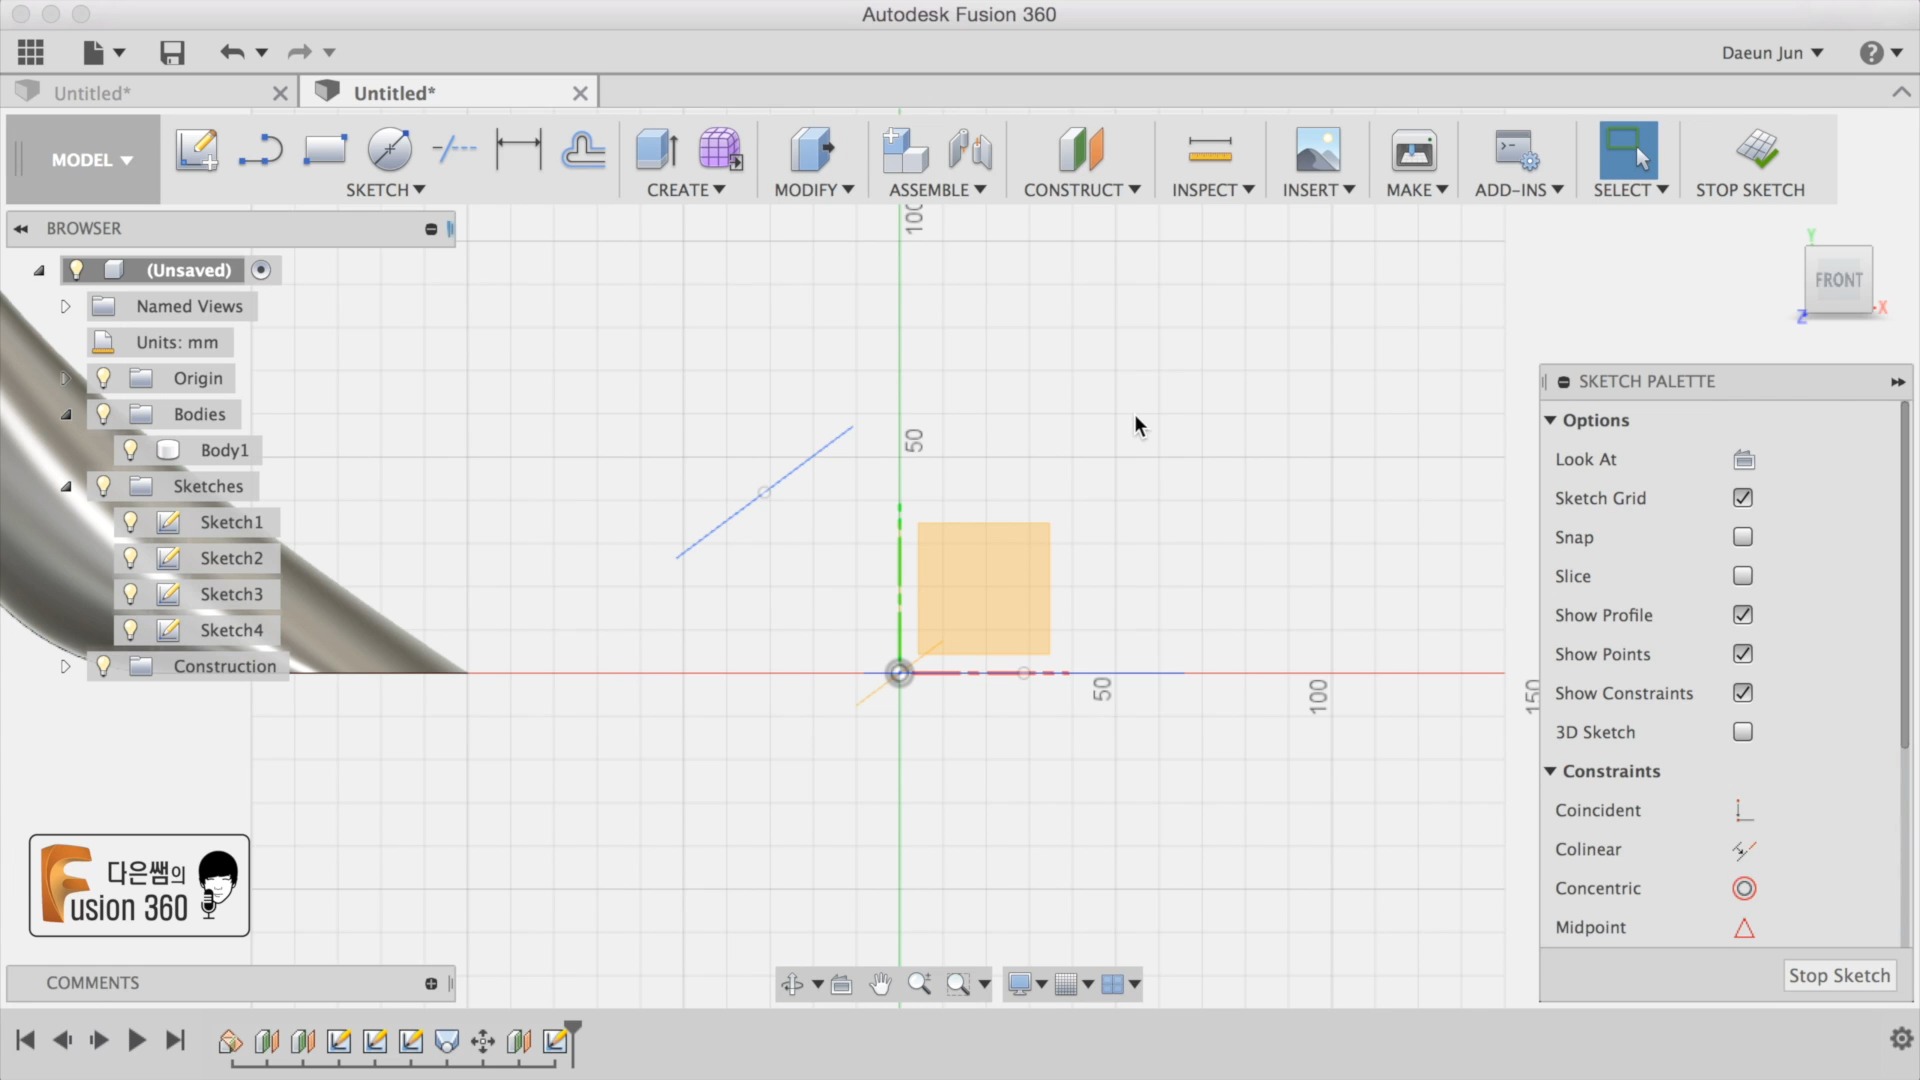 Autodesk Fusion 360
Daeun Jun
Untitled*
Untitled*
MODEL
SKETCH
CREATE
MODIFY
ASSEMBLE
CONSTRUCT
INSPECT
INSERT
MAKE
ADD-INS
SELECT
STOP SKETCH
BROWSER
(Unsaved)
Named Views
Units: mm
Origin
Bodies
Body1
Sketches
Sketch1
Sketch2
Sketch3
Sketch4
Construction
100
50
50
100
150
Y
FRONT
X
Z
SKETCH PALETTE
Options
Look At
Sketch Grid
Snap
Slice
Show Profile
Show Points
Show Constraints
3D Sketch
Constraints
Coincident
Colinear
Concentric
Midpoint
Stop Sketch
다은쌤의
Fusion 360
COMMENTS